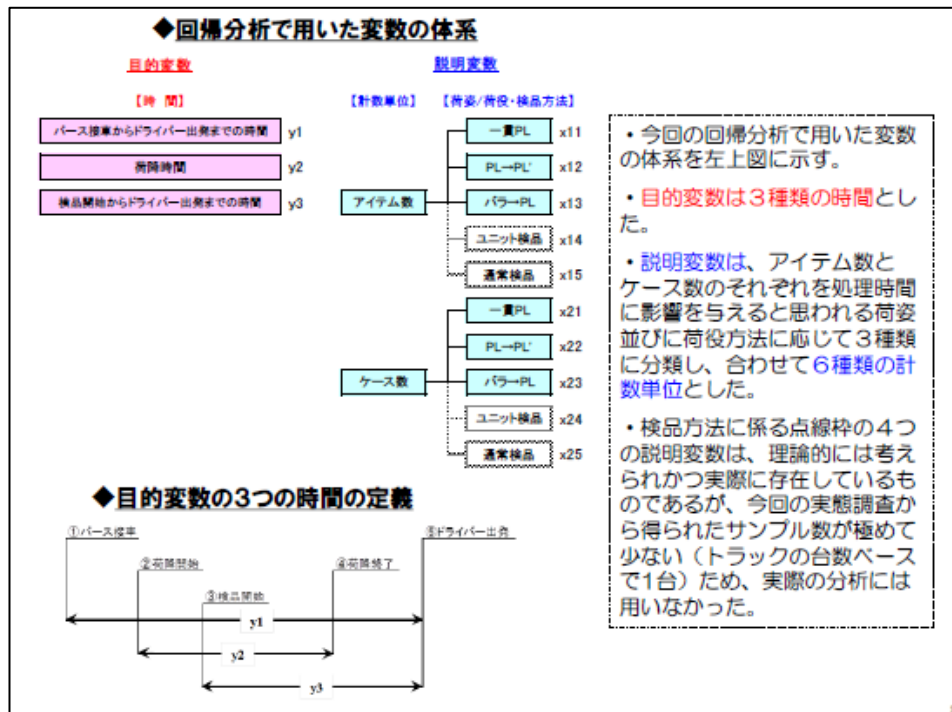 ◆回帰分析で用いた変数の体系
目的変数
説明変数
【時 間】
【計数単位】
【荷姿/荷役・検品方法】
バース接車からドライバー出発までの時間 y1
荷降時間 y2
検品開始からドライバー出発までの時間 y3
アイテム数
一貫PL x11
PL→PL' x12
バラ→PL x13
ユニット検品 x14
通常検品 x15
ケース数
一貫PL x21
PL→PL' x22
バラ→PL x23
ユニット検品 x24
通常検品 x25
・今回の回帰分析で用いた変数
の体系を左上図に示す。
・目的変数は3種類の時間とし
た。
・説明変数は、アイテム数と
ケース数のそれぞれを処理時間
に影響を与えると思われる荷姿
並びに荷役方法に応じて3種類
に分類し、合わせて6種類の計
数単位とした。
・検品方法に係る点線枠の4つ
の説明変数は、理論的には考え
られかつ実際に存在しているも
のであるが、今回の実態調査か
ら得られたサンプル数が極めて
少ない(トラックの台数ベース
で1台)ため、実際の分析には
用いなかった。
◆目的変数の3つの時間の定義
①バース接車
⑤ドライバー出発
②荷降開始
④荷降終了
③検品開始
y1
y2
y3